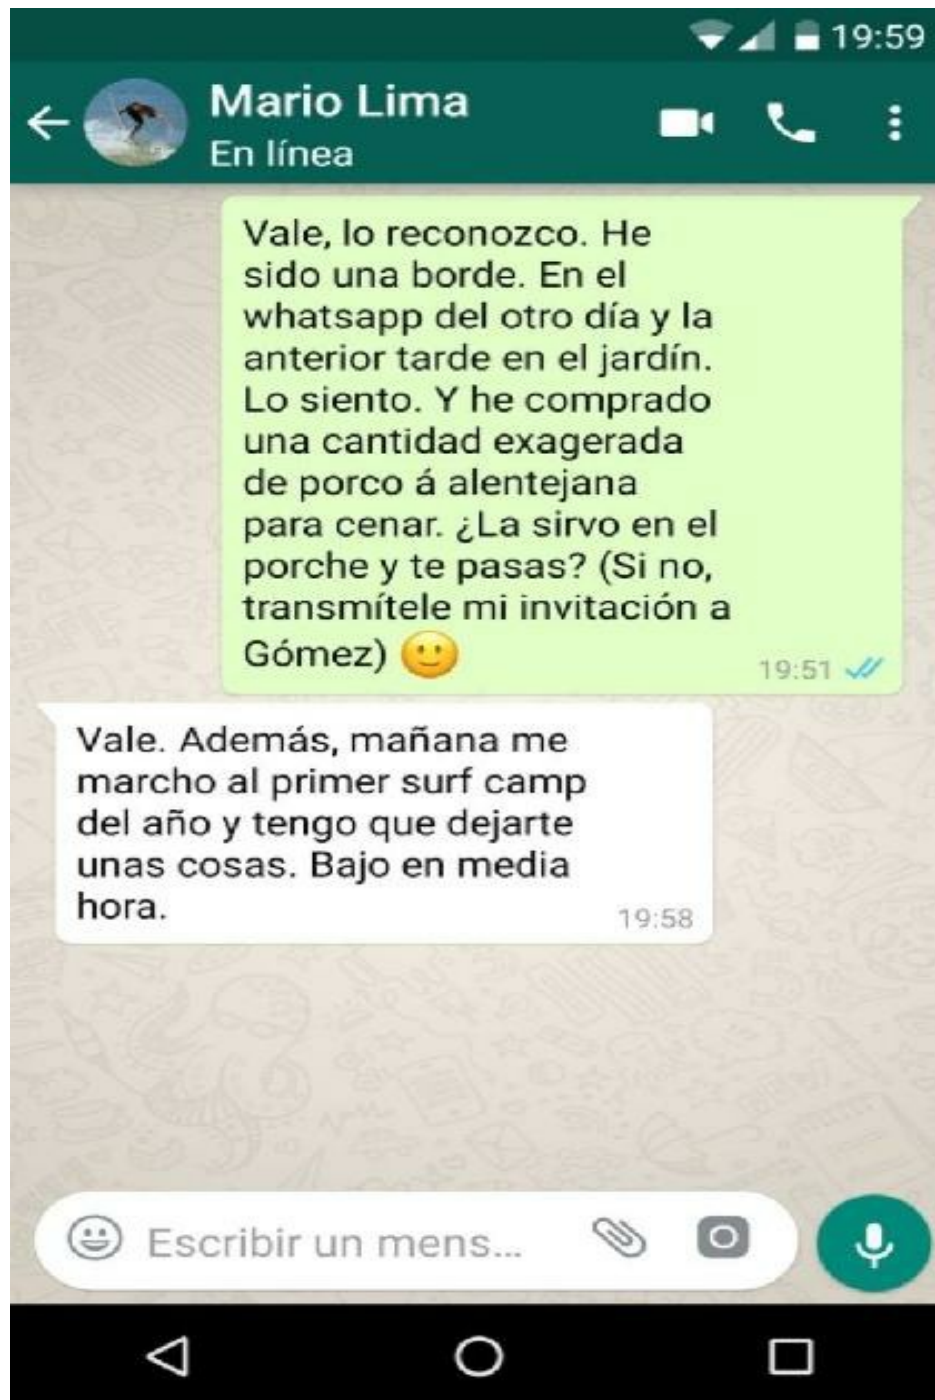 19:59
Mario Lima
En línea
Vale, lo reconozco. He
sido una borde. En el
whatsapp del otro día y la
anterior tarde en el jardín.
Lo siento. Y he comprado
una cantidad exagerada
de porco á alentejana
para cenar. ¿La sirvo en el
porche y te pasas? (Si no,
transmítele mi invitación a
Gómez) 🙂
19:51
Vale. Además, mañana me
marcho al primer surf camp
del año y tengo que dejarte
unas cosas. Bajo en media
hora.
19:58
Escribir un mens...